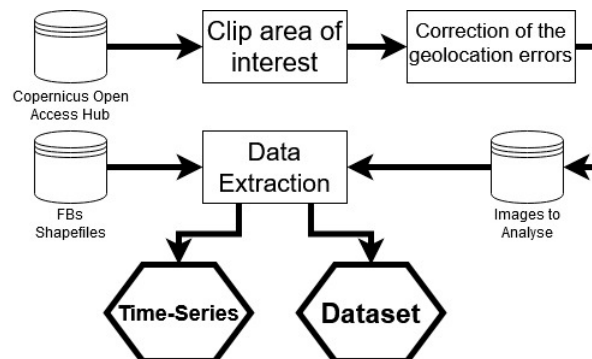 Clip area of
interest
Correction of the
geolocation errors
Copernicus Open
Access Hub
Data
Extraction
FBs
Shapefiles
Images to
Analyse
Time-Series
Dataset